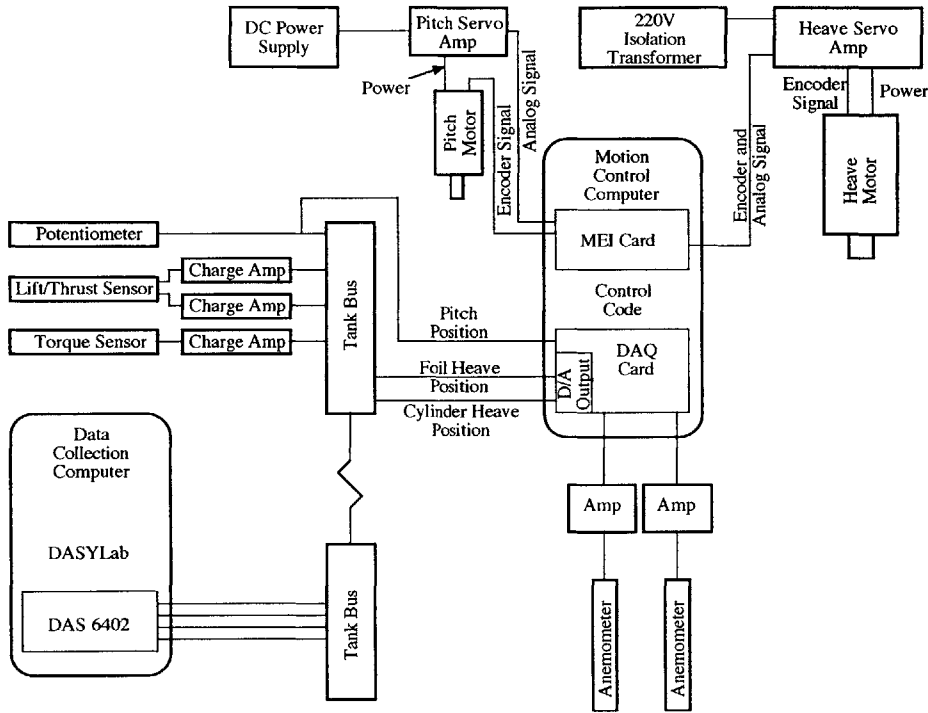 DC Power
Supply
Pitch Servo
Amp
220V
Isolation
Transformer
Heave Servo
Amp
Power
Pitch
Motor
Encoder Signal
Analog Signal
Encoder
Signal
Power
Encoder and
Analog Signal
Heave
Motor
Motion
Control
Computer
MEI Card
Control
Code
DAQ
Card
D/A
Output
Potentiometer
Lift/Thrust Sensor
Charge Amp
Charge Amp
Torque Sensor
Charge Amp
Tank Bus
Pitch
Position
Foil Heave
Position
Cylinder Heave
Position
Data
Collection
Computer
DASYLab
DAS 6402
Tank Bus
Amp
Amp
Anemometer
Anemometer